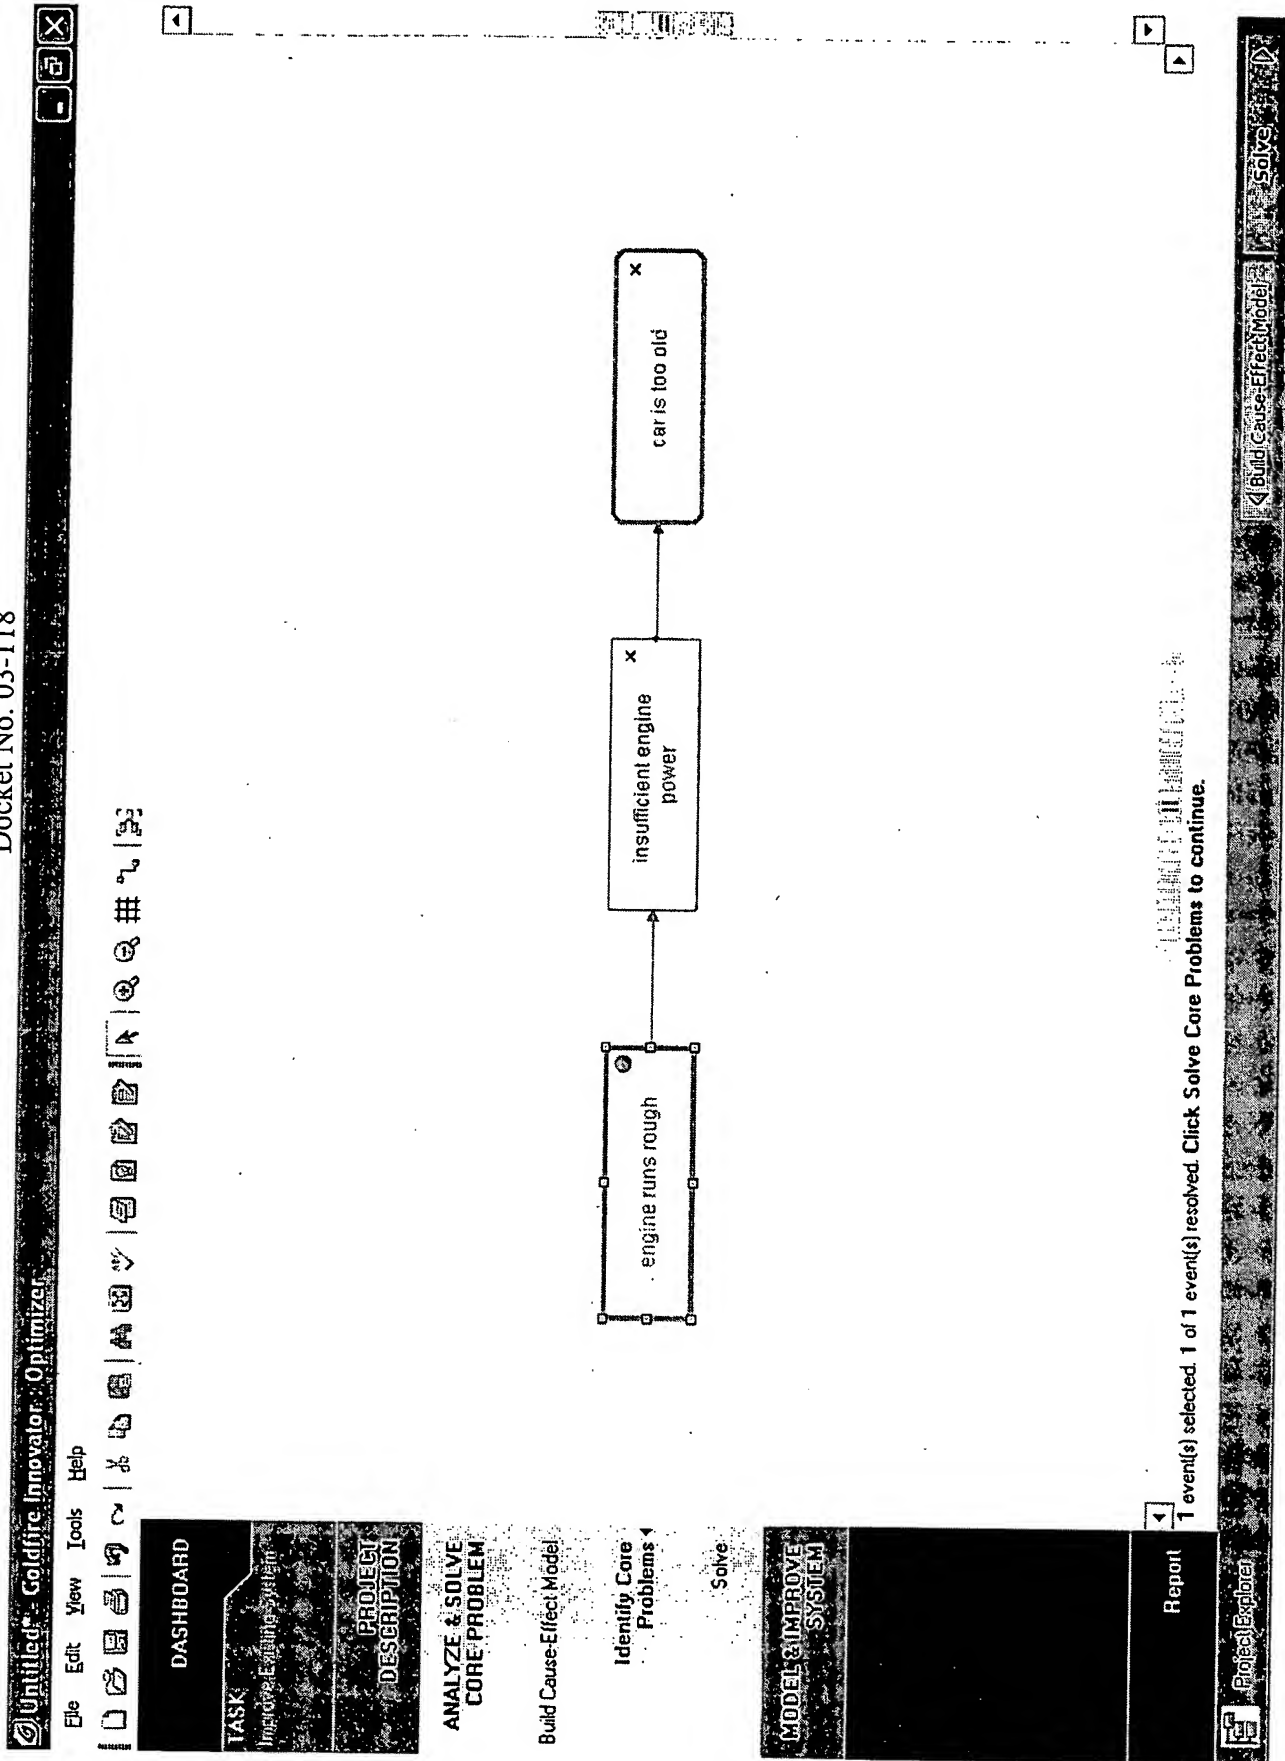 Docket No. 03-118
Untitled - Goldfire Innovator : Optimizer
File Edit View Tools Help
DASHBOARD
TASK
Improve Existing System
PROJECT
DESCRIPTION
ANALYZE & SOLVE
CORE PROBLEM
Build Cause-Effect Model
Identify Core
Problems
Solve
MODEL & IMPROVE
SYSTEM
Report
engine runs rough
insufficient engine
power
x
car is too old
x
1 event(s) selected. 1 of 1 event(s) resolved. Click Solve Core Problems to continue.
Project Explorer
Build Cause-Effect Model
Solve